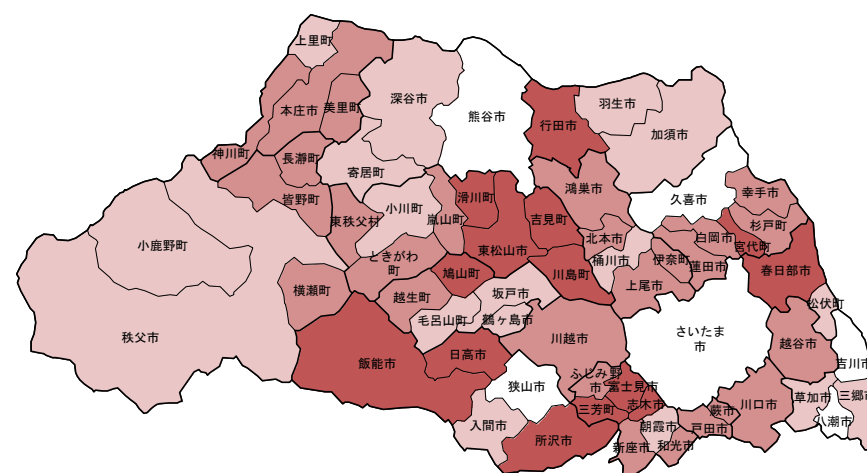 上里町
深谷市
本庄市
美里町
熊谷市
行田市
羽生市
加須市
神川町
長瀞町
寄居町
皆野町
東秩父村
小川町
嵐山町
滑川町
吉見町
鴻巣市
久喜市
幸手市
杉戸町
小鹿野町
東松山市
北本市
白岡市
宮代町
ときがわ
町
鳩山町
川島町
桶川市
伊奈町
蓮田市
春日部市
横瀬町
越生町
坂戸市
上尾市
松伏町
秩父市
毛呂山町
鶴ヶ島市
川越市
さいたま
市
越谷市
飯能市
日高市
吉川市
狭山市
ふじみ野
市
富士見市
志木市
三芳町
蕨市
川口市
草加市
三郷市
八潮市
入間市
所沢市
新座市
朝霞市
和光市
戸田市